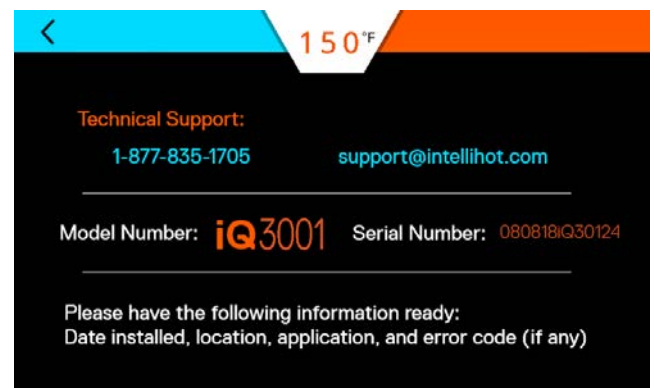 150°F
Technical Support:
1-877-835-1705 support@intellihot.com
Model Number: iQ3001 Serial Number: 080818iQ30124
Please have the following information ready:
Date installed, location, application, and error code (if any)